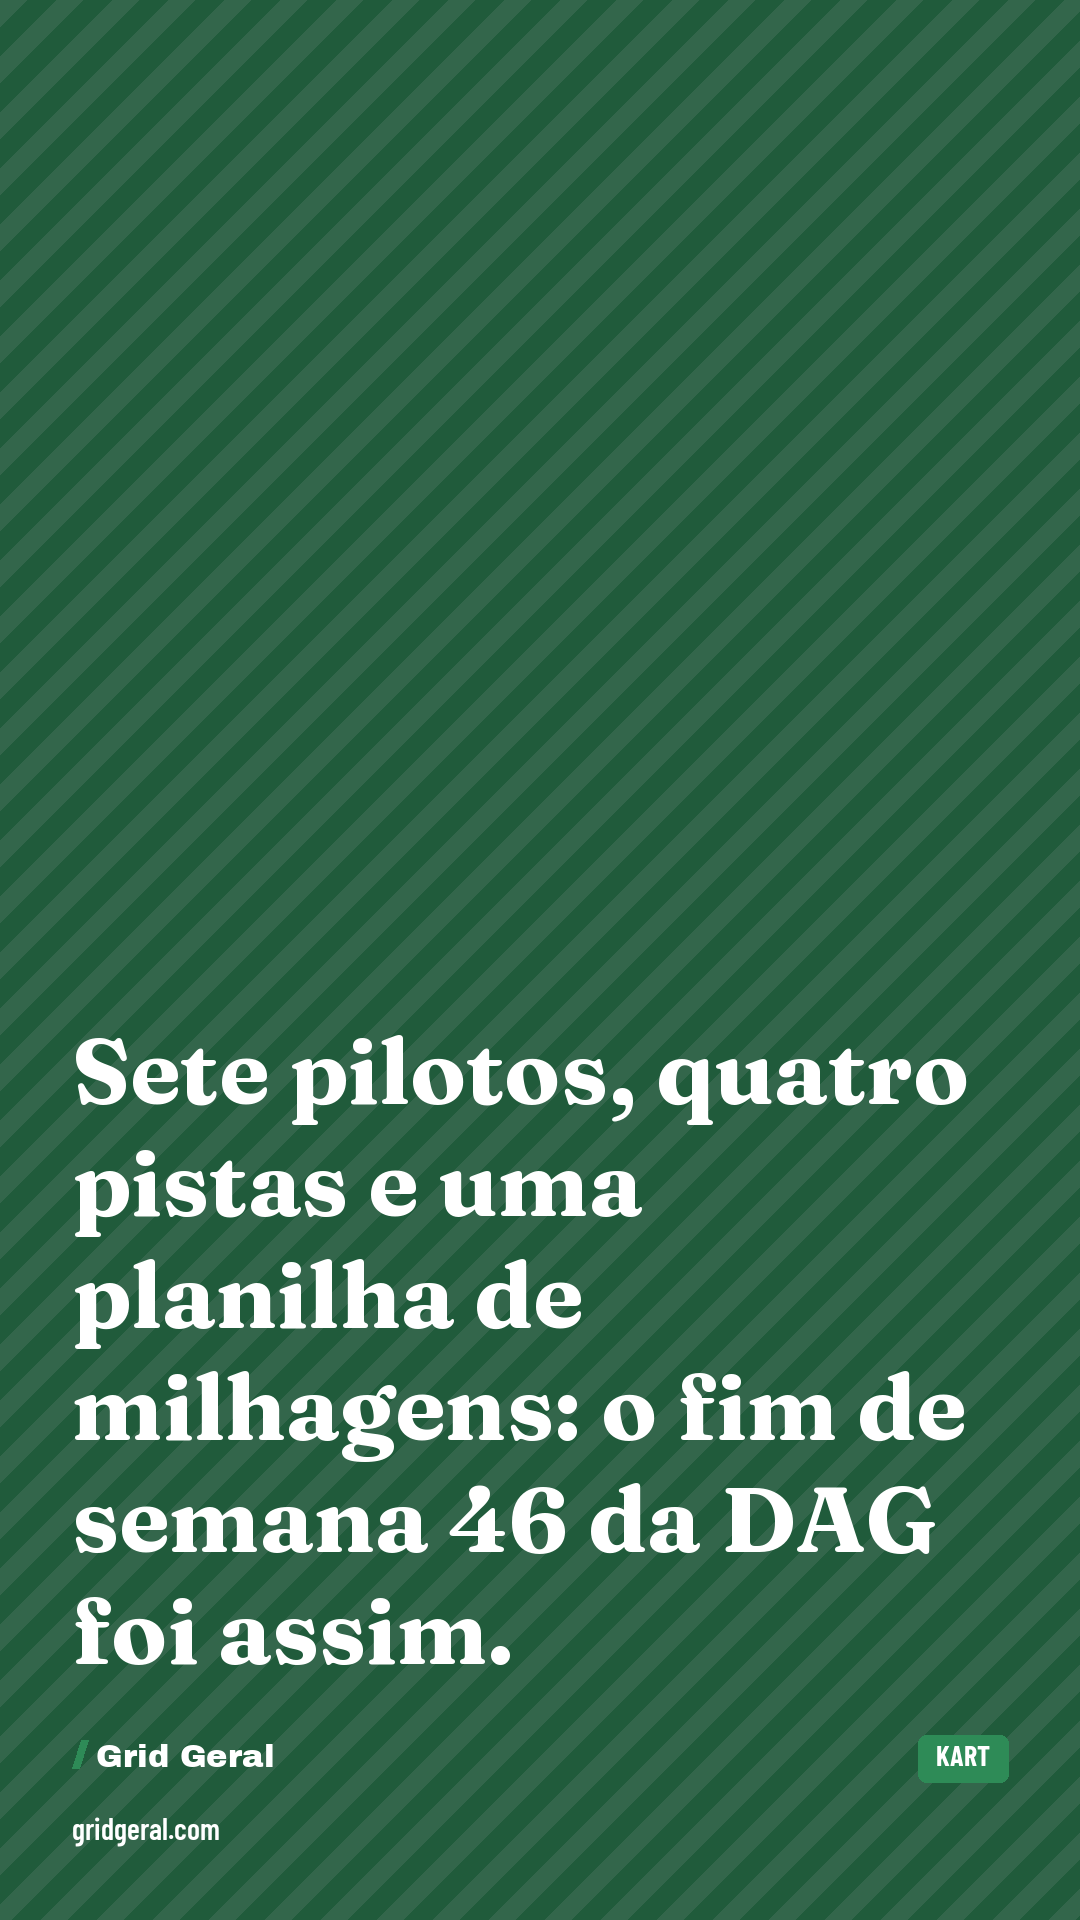 Sete pilotos, quatro
pistas e uma
planilha de
milhagens: o fim de
semana 46 da DAG
foi assim.
/ Grid Geral
KART
gridgeral.com